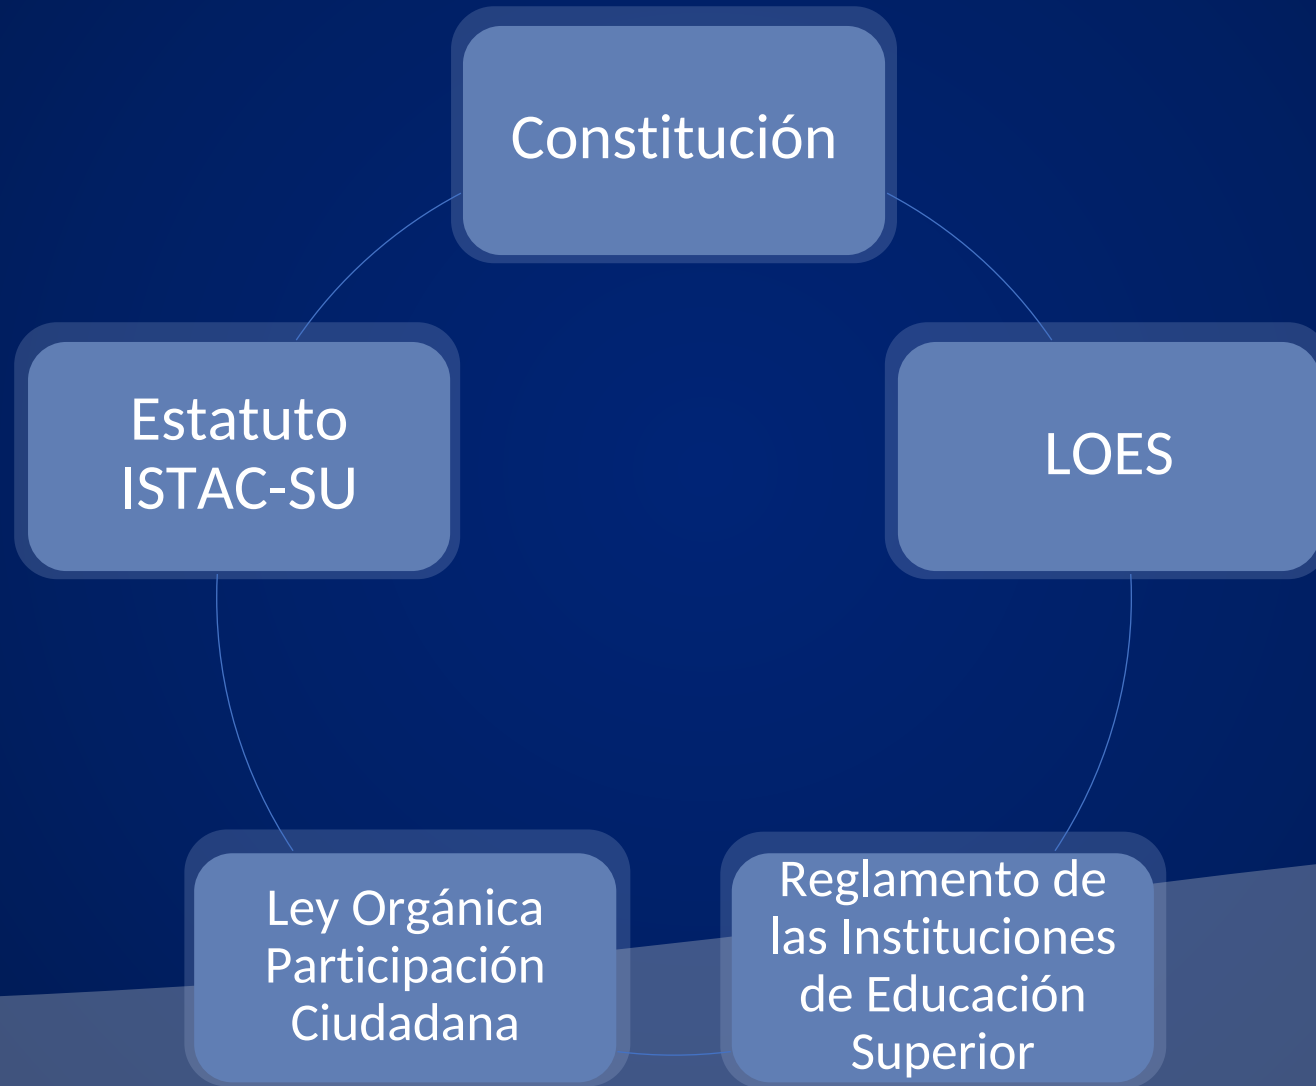 Constitución
LOES
Reglamento de
las Instituciones
de Educación
Superior
Ley Orgánica
Participación
Ciudadana
Estatuto
ISTAC-SU